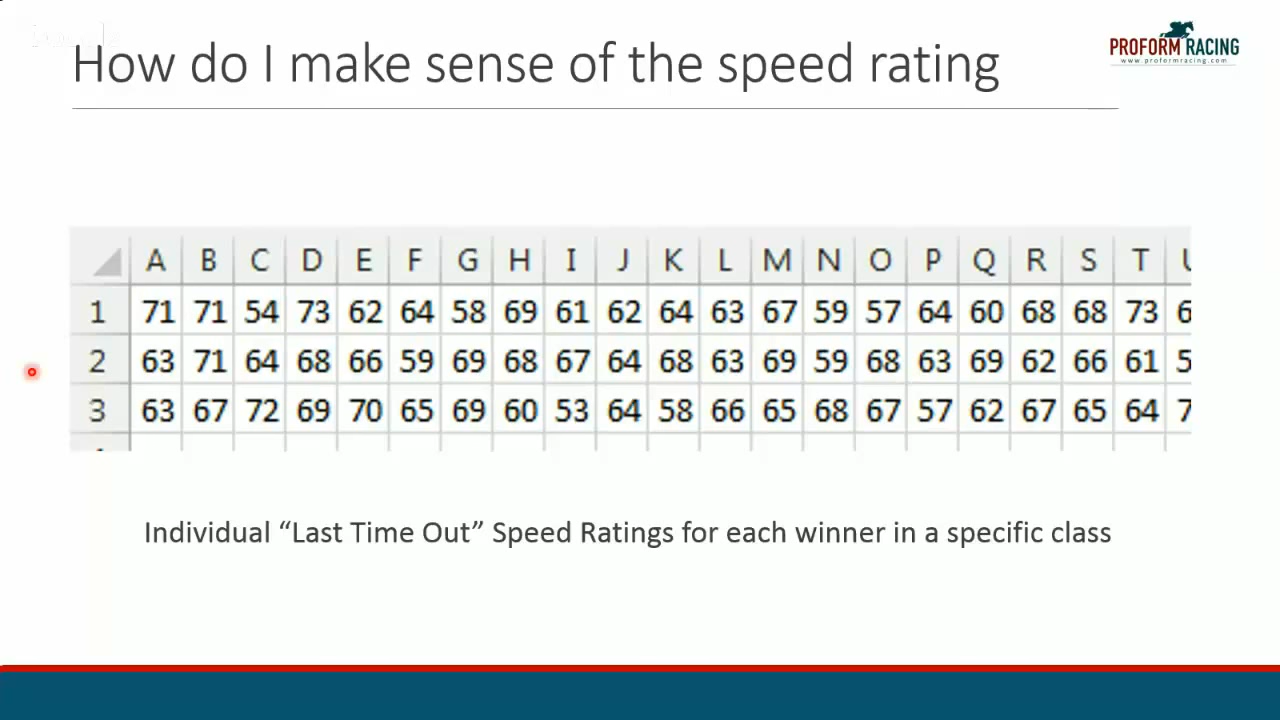 How do I make sense of the speed rating
PROFORM RACING
www.proformracing.com
A B C D E F G H I J K L M N O P Q R S T
1 71 71 54 73 62 64 58 69 61 62 64 63 67 59 57 64 60 68 68 73 6
2 63 71 64 68 66 59 69 68 67 64 68 63 69 59 68 63 69 62 66 61 5
3 63 67 72 69 70 65 69 60 53 64 58 66 65 68 67 57 62 67 65 64 7
Individual “Last Time Out” Speed Ratings for each winner in a specific class